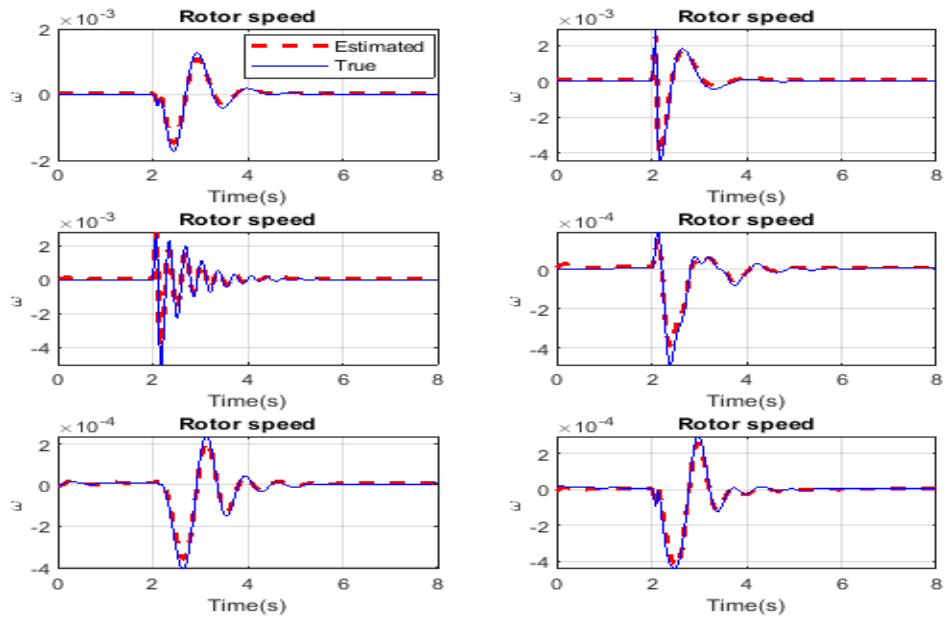 ×10⁻³ Rotor speed
2
0
-2
ω
Estimated
True
0 2 4 6 8
Time(s)
×10⁻³ Rotor speed
2
0
-2
-4
ω
0 2 4 6 8
Time(s)
×10⁻³ Rotor speed
2
0
-2
-4
ω
0 2 4 6 8
Time(s)
×10⁻⁴ Rotor speed
0
-2
-4
ω
0 2 4 6 8
Time(s)
×10⁻⁴ Rotor speed
2
0
-2
-4
ω
0 2 4 6 8
Time(s)
×10⁻⁴ Rotor speed
2
0
-2
-4
ω
0 2 4 6 8
Time(s)